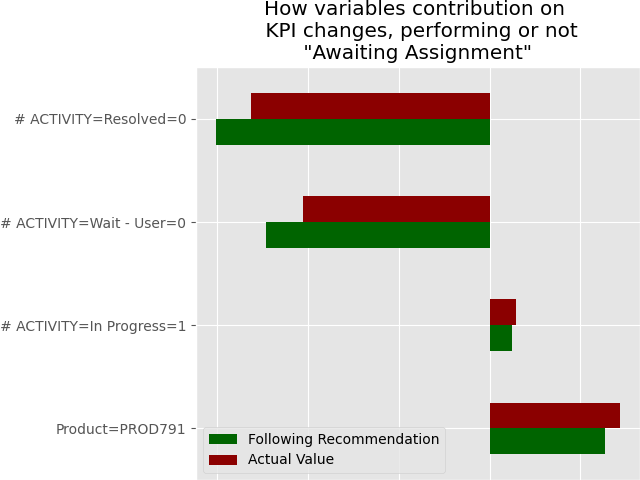 How variables contribution on
KPI changes, performing or not
"Awaiting Assignment"
# ACTIVITY=Resolved=0
# ACTIVITY=Wait - User=0
# ACTIVITY=In Progress=1
Product=PROD791
Following Recommendation
Actual Value